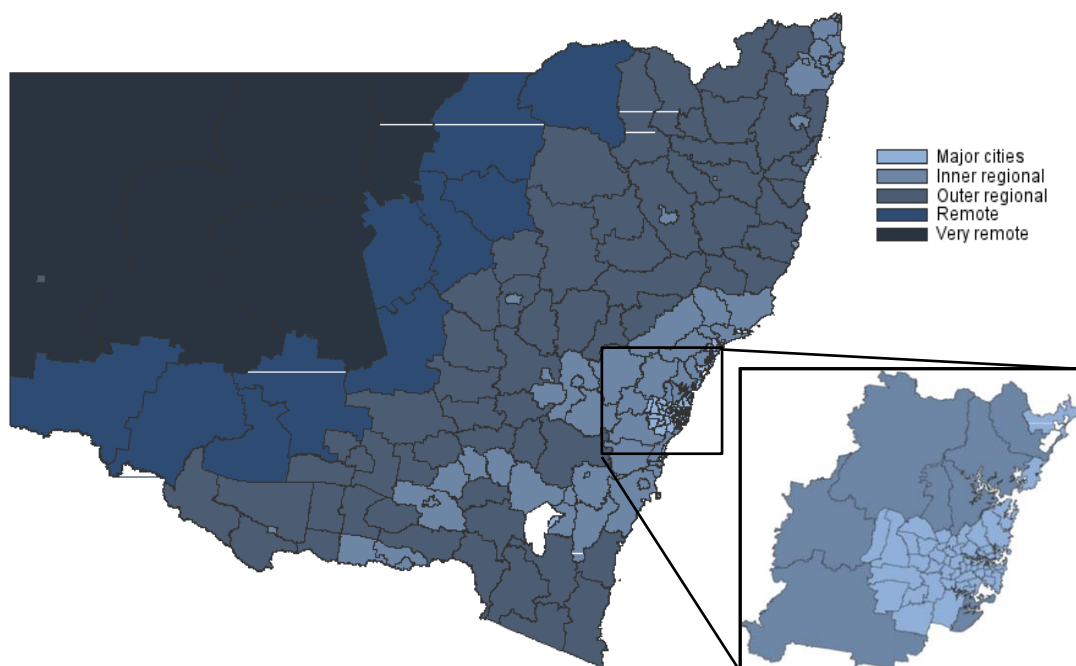 Major cities
Inner regional
Outer regional
Remote
Very remote